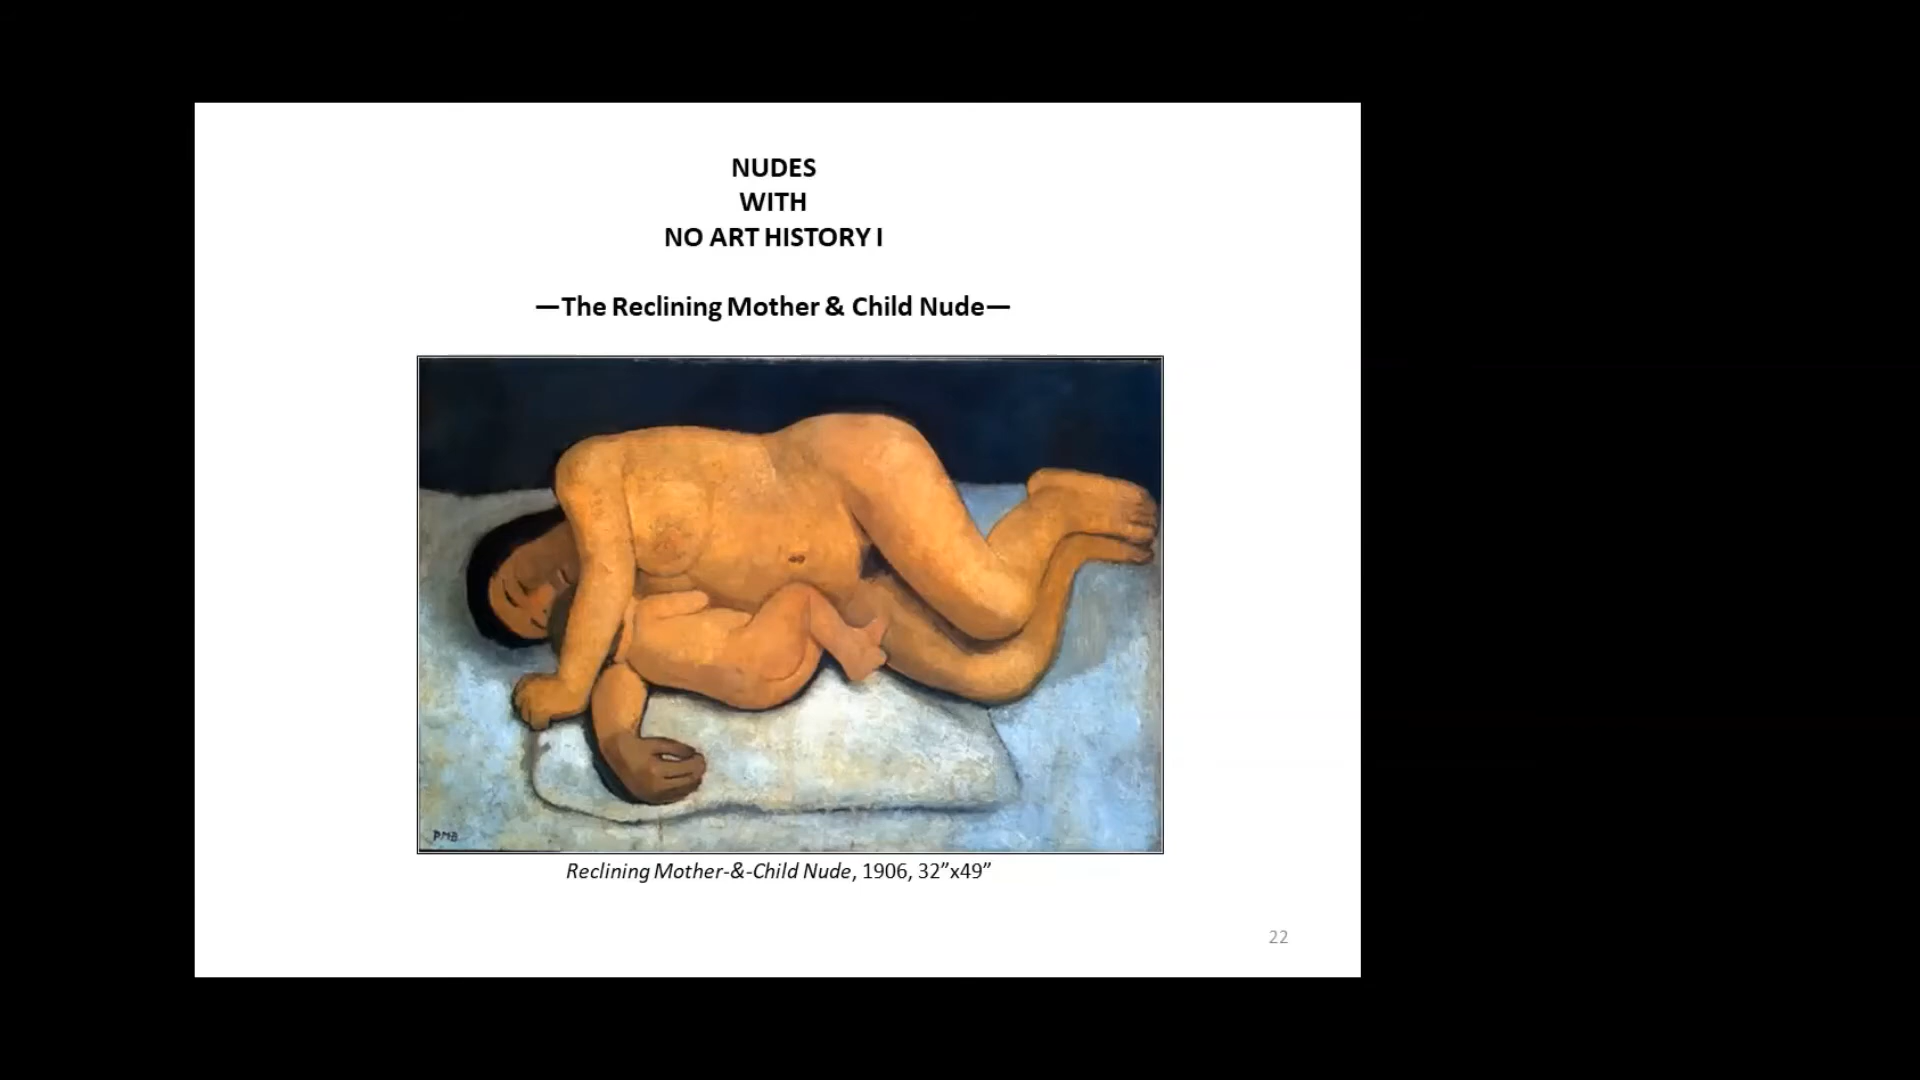 NUDES
WITH
NO ART HISTORY I
—The Reclining Mother & Child Nude—
PMB
Reclining Mother-&-Child Nude, 1906, 32”x49”
22